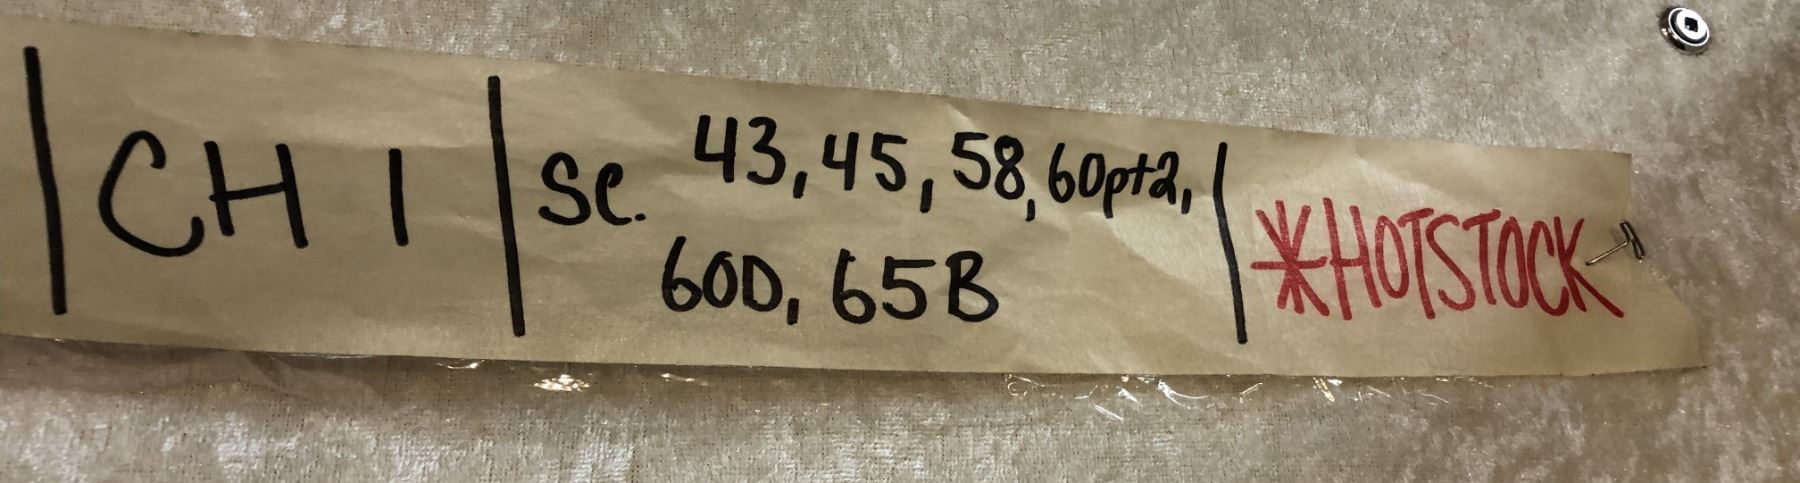 CH 1
Sc. 43, 45, 58, 60pt2,
60D, 65B
*HOTSTOCK